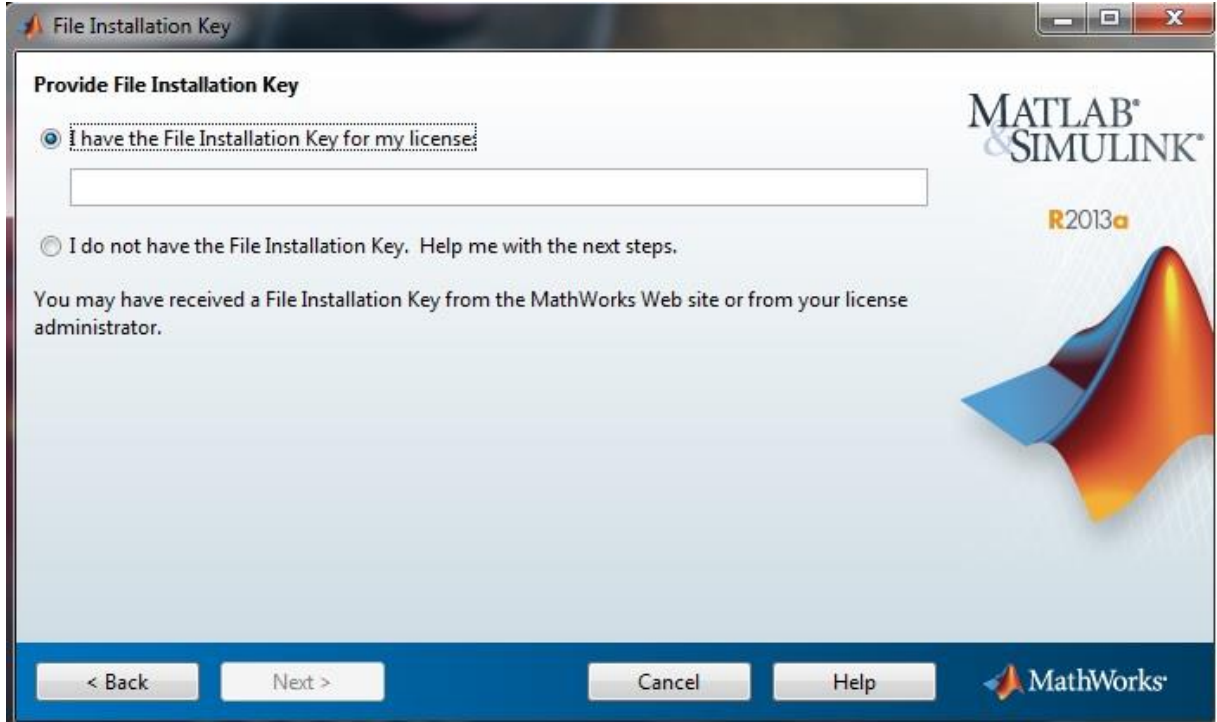 File Installation Key
Provide File Installation Key
I have the File Installation Key for my license:
I do not have the File Installation Key.  Help me with the next steps.
You may have received a File Installation Key from the MathWorks Web site or from your license
administrator.
MATLAB®
&SIMULINK®
R2013a
< Back
Next >
Cancel
Help
MathWorks®